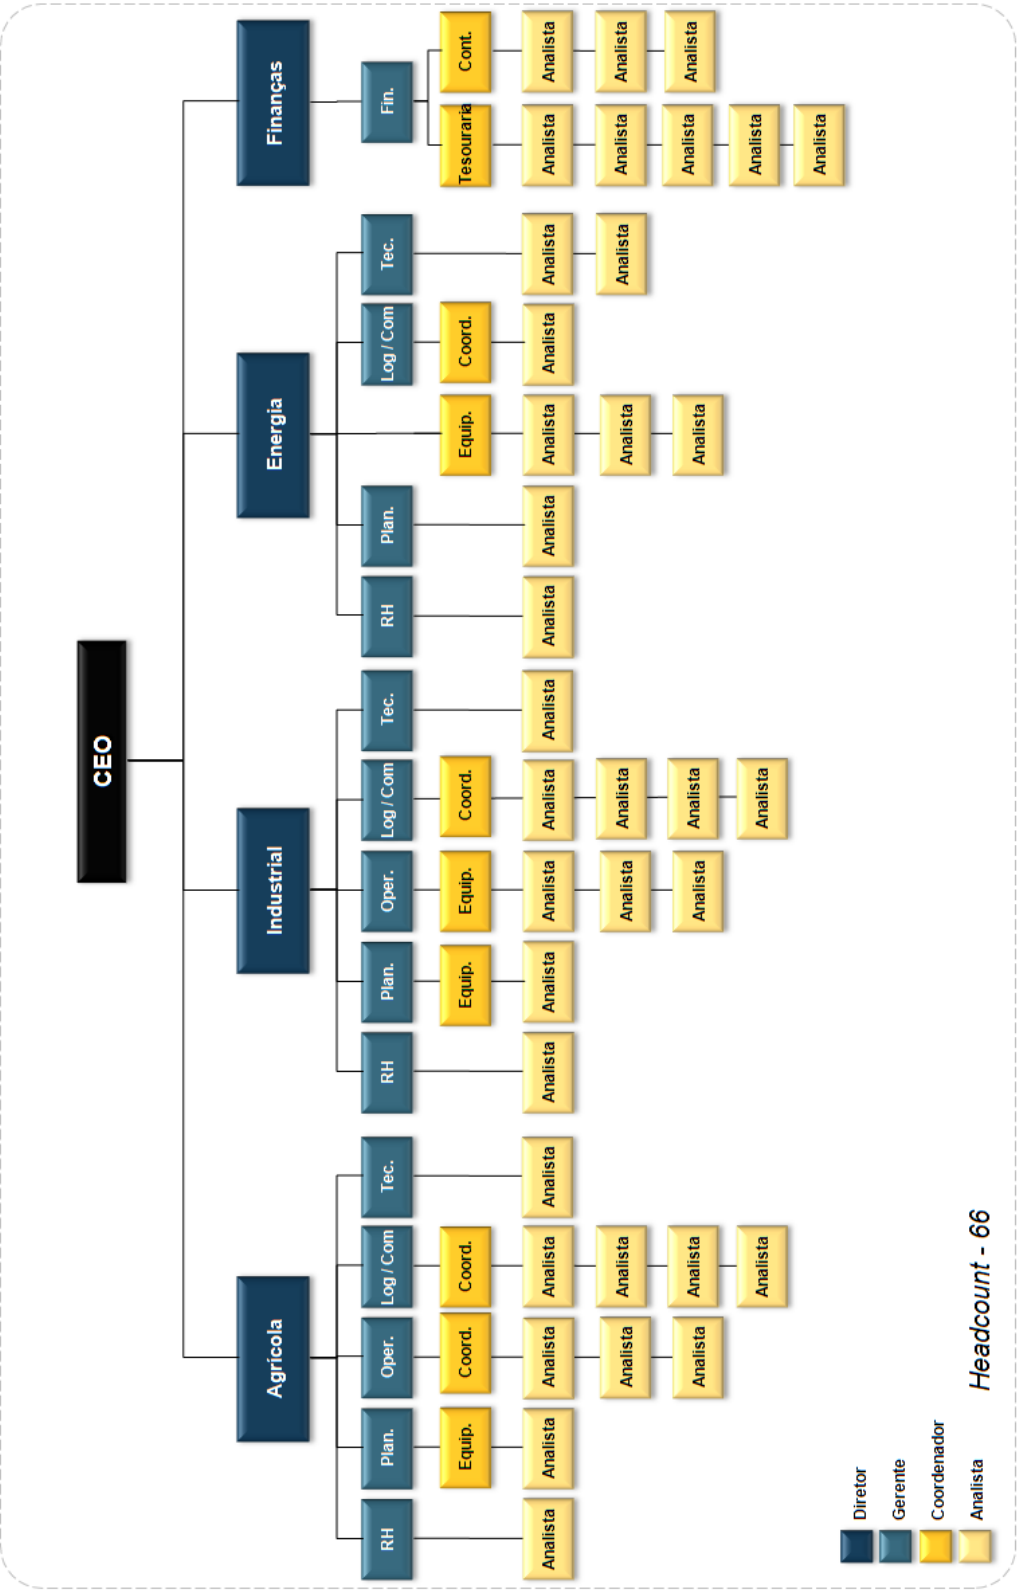 CEO
Agrícola Industrial Energia Finanças
RH Plan. Oper. Log / Com Tec. RH Plan. Oper. Log / Com Tec. RH Plan. Log / Com Tec. Fin.
Equip. Coord. Coord. Equip. Equip. Coord. Equip. Coord. Tesouraria Cont.
Analista Analista Analista Analista Analista Analista Analista Analista Analista Analista Analista Analista Analista Analista Analista Analista Analista
Analista Analista Analista Analista Analista Analista Analista Analista
Analista Analista Analista Analista Analista Analista Analista
Analista Analista Analista
Analista
Diretor
Gerente
Coordenador
Analista
Headcount - 66